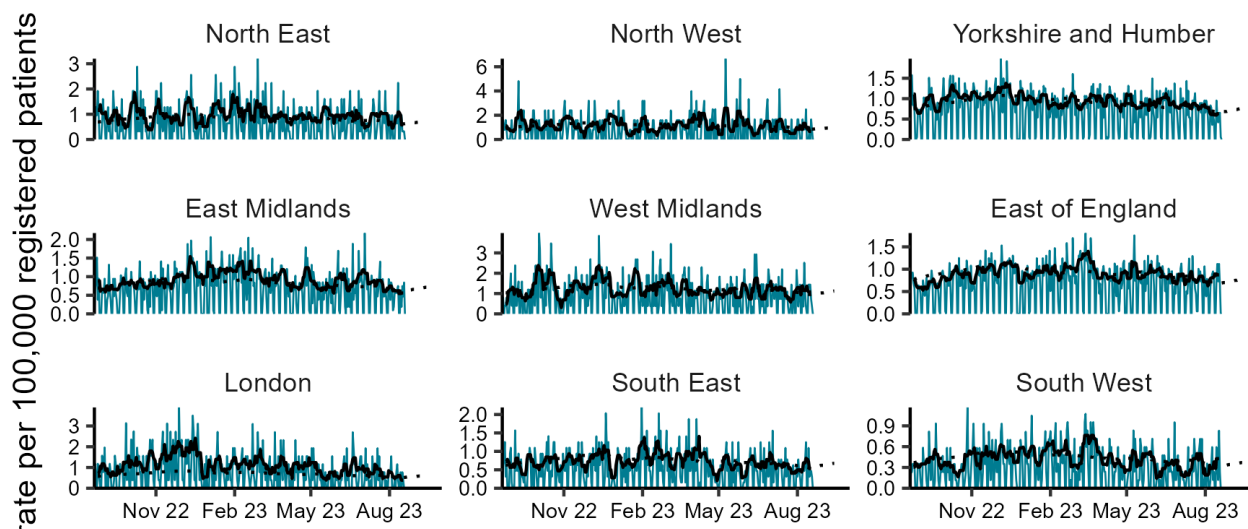 rate per 100,000 registered patients
North East
3
2
1
0
North West
6
4
2
0
Yorkshire and Humber
1.5
1.0
0.5
0.0
East Midlands
2.0
1.5
1.0
0.5
0.0
West Midlands
3
2
1
0
East of England
1.5
1.0
0.5
0.0
London
3
2
1
0
South East
2.0
1.5
1.0
0.5
0.0
South West
0.9
0.6
0.3
0.0
Nov 22 Feb 23 May 23 Aug 23
Nov 22 Feb 23 May 23 Aug 23
Nov 22 Feb 23 May 23 Aug 23